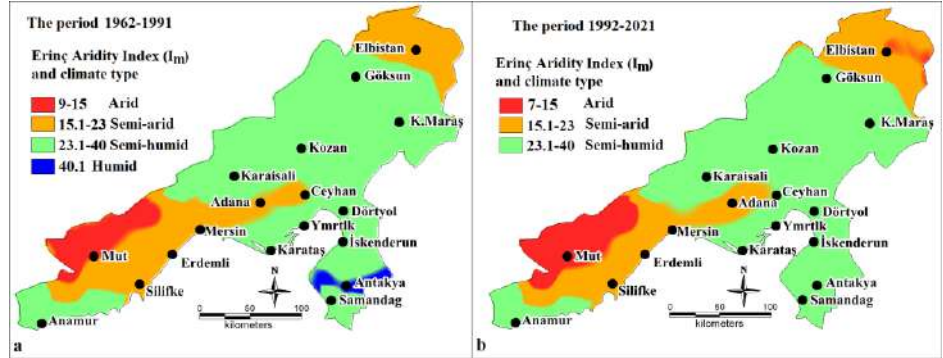 The period 1962-1991
Erinç Aridity Index (Im)
and climate type
9-15 Arid
15.1-23 Semi-arid
23.1-40 Semi-humid
40.1 Humid
Elbistan
Göksun
K.Maraş
Kozan
Karaisali
Ceyhan
Adana
Dörtyol
Mersin
Ymrtlk
İskenderun
Karataş
Mut
Erdemli
Antakya
Silifke
Samandag
Anamur
N
0 50 100
kilometers
a
The period 1992-2021
Erinç Aridity Index (Im)
and climate type
7-15 Arid
15.1-23 Semi-arid
23.1-40 Semi-humid
Elbistan
Göksun
K.Maraş
Kozan
Karaisali
Ceyhan
Adana
Dörtyol
Mersin
Ymrtlk
İskenderun
Karataş
Mut
Erdemli
Antakya
Silifke
Samandag
Anamur
N
0 50 100
kilometers
b